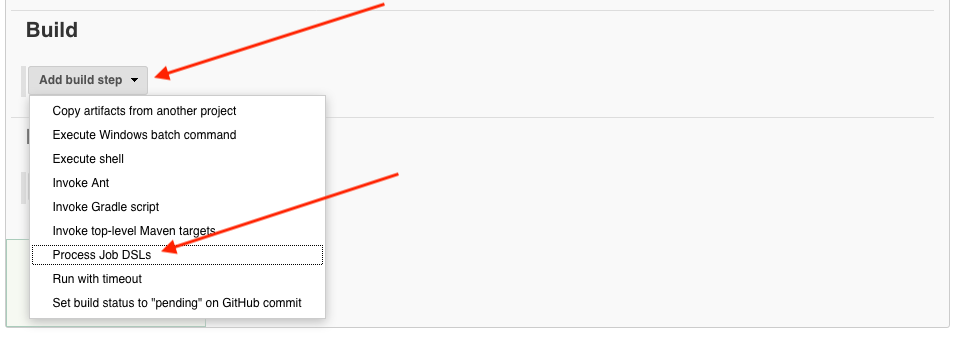 Build
Add build step
Copy artifacts from another project
Execute Windows batch command
Execute shell
Invoke Ant
Invoke Gradle script
Invoke top-level Maven targets
Process Job DSLs
Run with timeout
Set build status to "pending" on GitHub commit